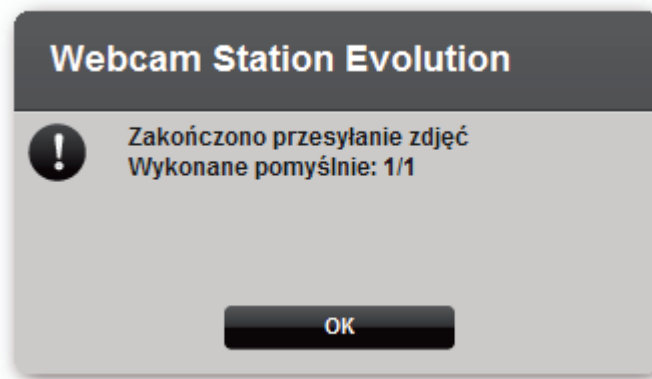 Webcam Station Evolution
Zakończono przesyłanie zdjęć
Wykonane pomyślnie: 1/1
OK